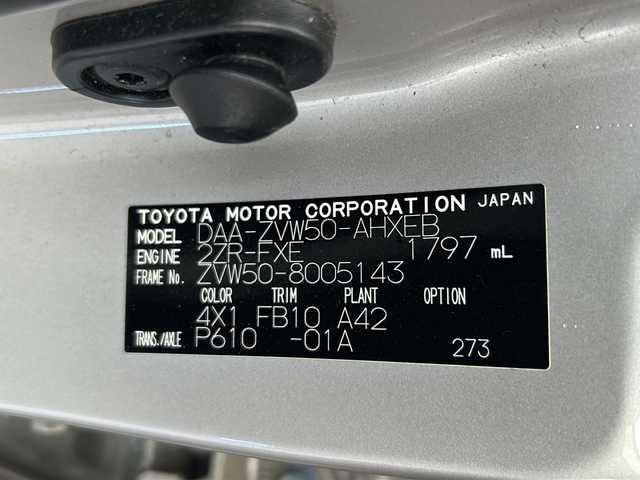 TOYOTA MOTOR CORPORATION JAPAN
MODEL DAA-ZVW50-AHXEB
ENGINE 2ZR-FXE 1797 mL
FRAME No. ZVW50-8005143
COLOR TRIM PLANT OPTION
4X1 FB10 A42
TRANS./AXLE P610 -01A 273